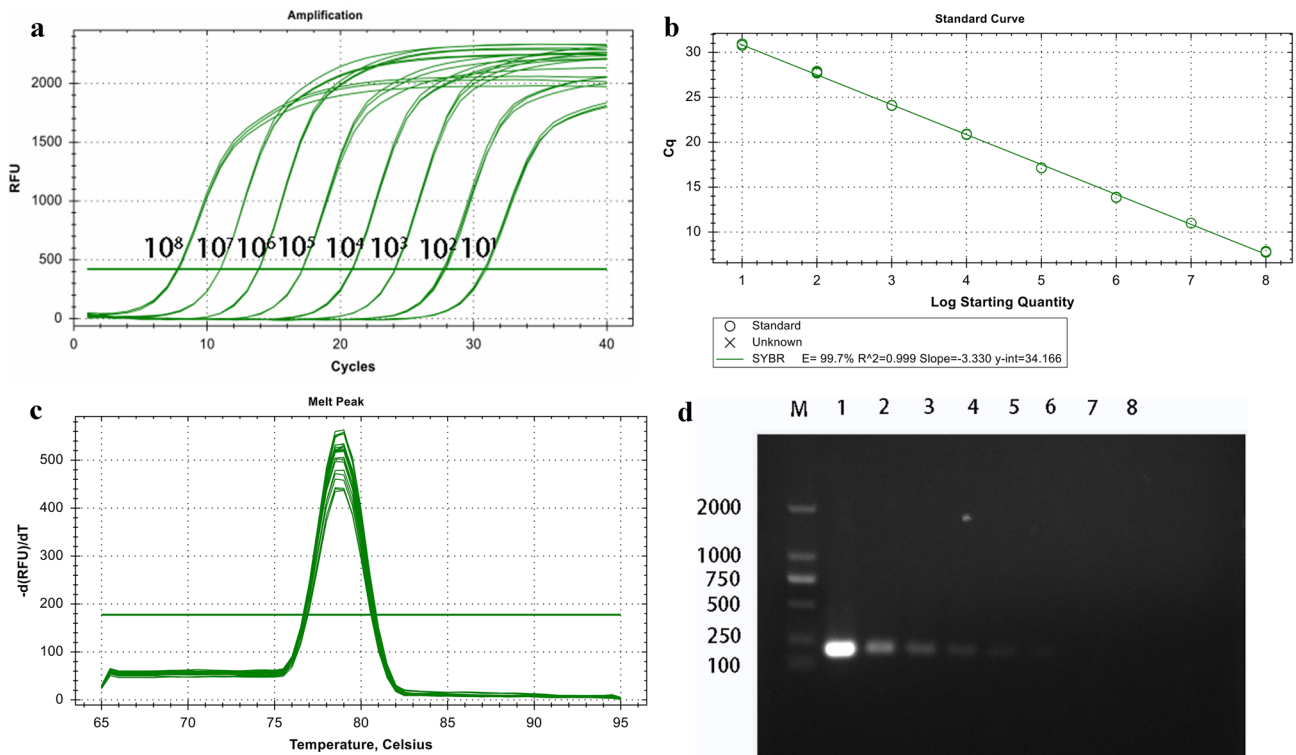 a
Amplification
RFU
2000
1500
1000
500
0
10⁸ 10⁷ 10⁶ 10⁵ 10⁴ 10³ 10² 10¹
0 10 20 30 40
Cycles
b
Standard Curve
Cq
30
25
20
15
10
1 2 3 4 5 6 7 8
Log Starting Quantity
Standard
Unknown
SYBR E= 99.7% R^2=0.999 Slope=-3.330 y-int=34.166
c
Melt Peak
-d(RFU)/dT
500
400
300
200
100
0
65 70 75 80 85 90 95
Temperature, Celsius
d
M 1 2 3 4 5 6 7 8
2000
1000
750
500
250
100